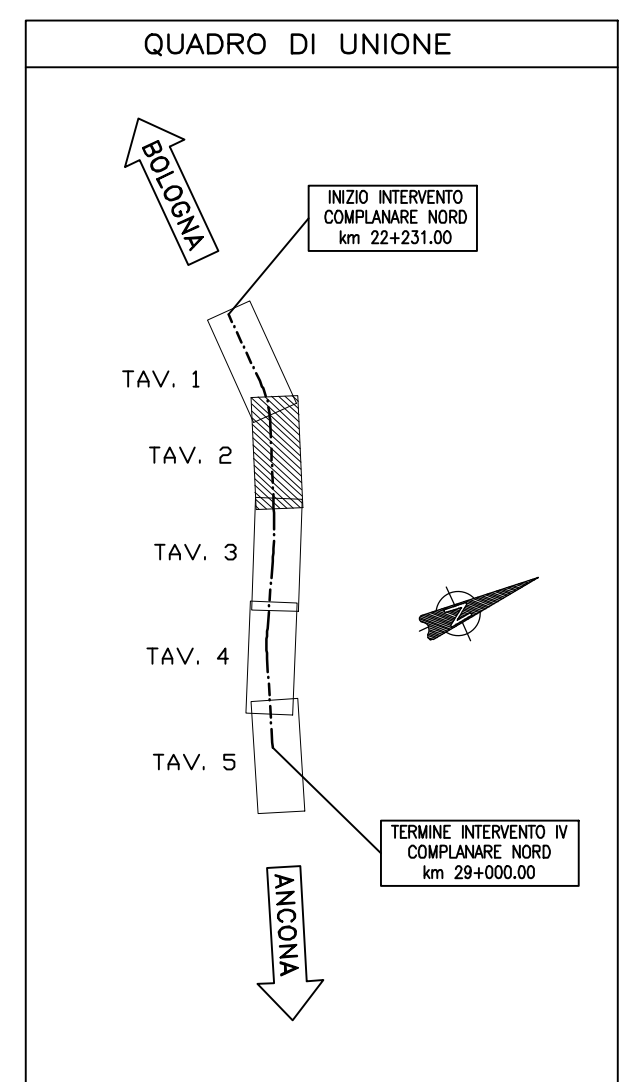 QUADRO DI UNIONE
BOLOGNA
INIZIO INTERVENTO
COMPLANARE NORD
km 22+231.00
TAV. 1
TAV. 2
TAV. 3
N
TAV. 4
TAV. 5
TERMINE INTERVENTO IV
COMPLANARE NORD
km 29+000.00
ANCONA